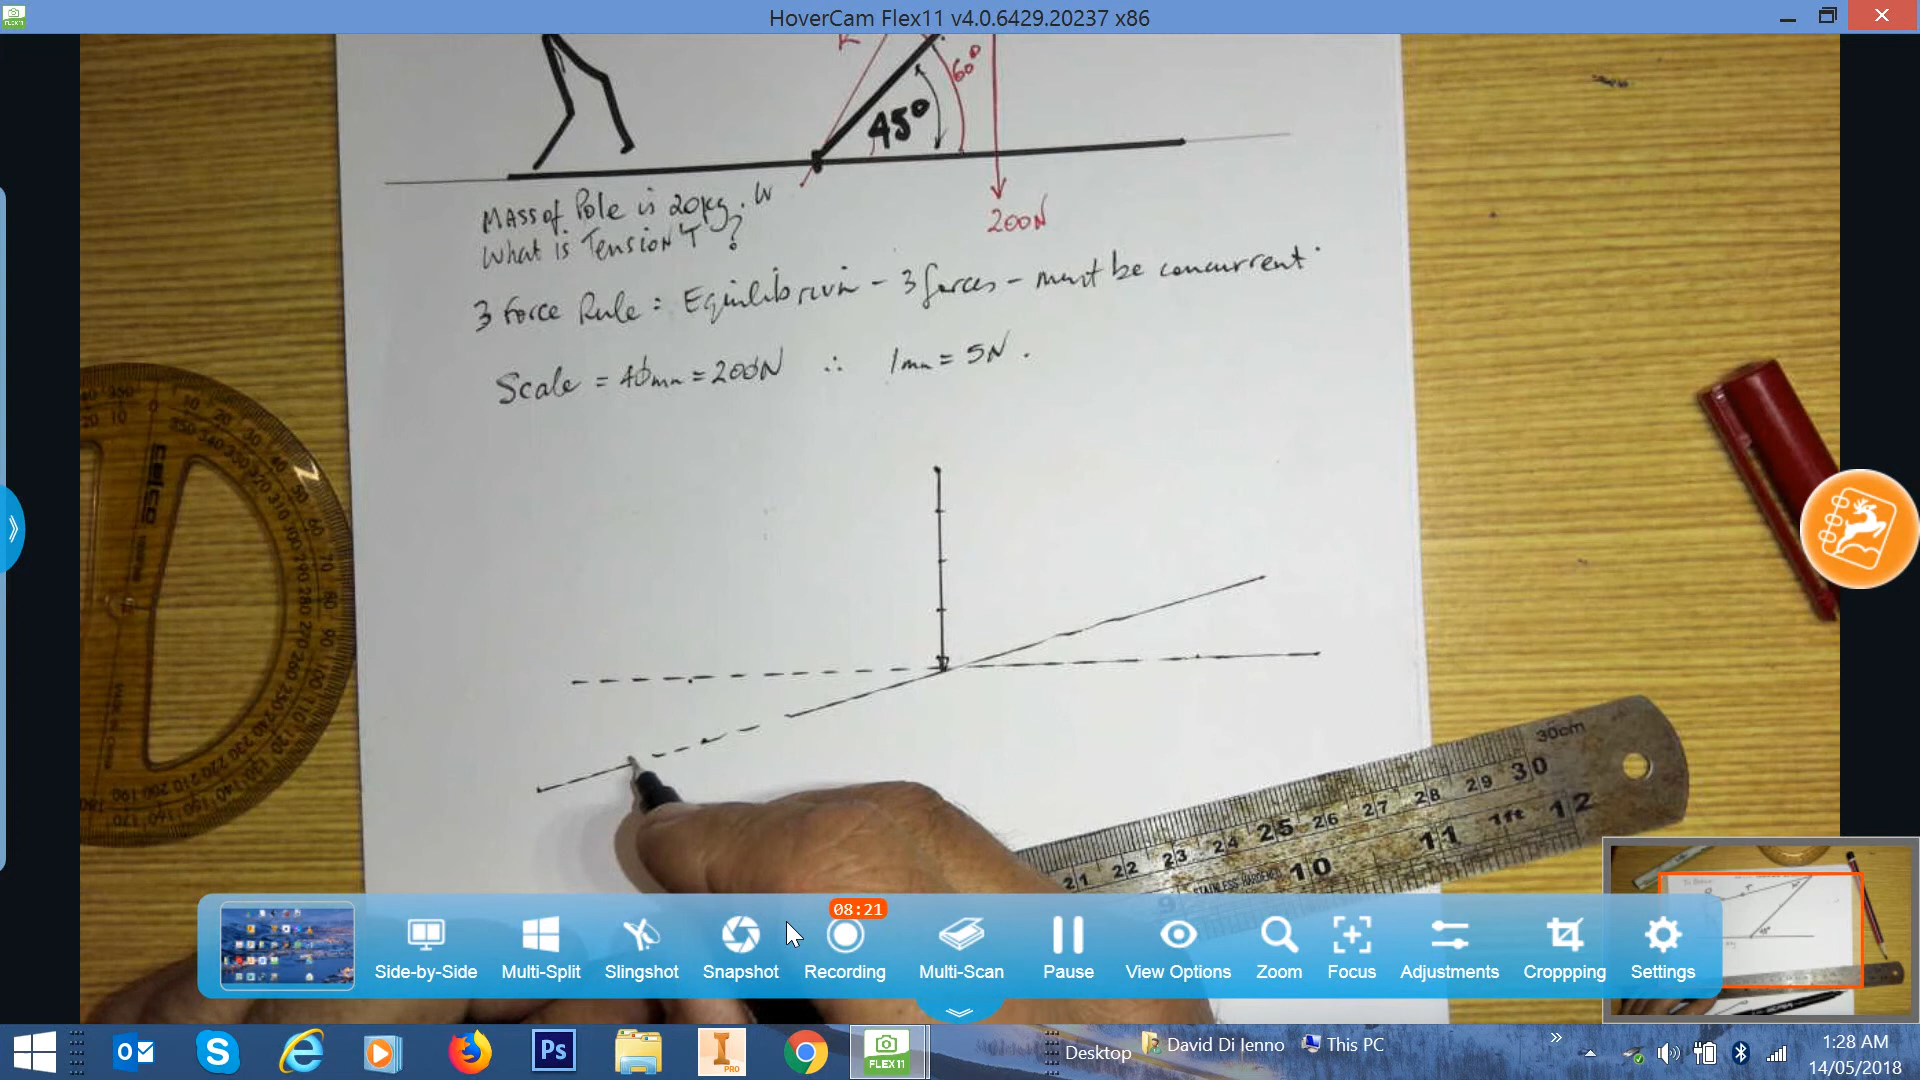 HoverCam Flex11 v4.0.6429.20237 x86
R
60°
45°
200N
Mass of Pole is 20kg. W
What is Tension T?
3 Force Rule = Equilibrium - 3 forces - must be concurrent.
Scale = 40mm = 200N ∴ 1mm = 5N.
celco
30cm
21 22 23 24 25 26 27 28 29 30
STAINLESS HARDENED
9 10 11 1ft 12
08:21
Side-by-Side Multi-Split Slingshot Snapshot Recording Multi-Scan Pause View Options Zoom Focus Adjustments Croppping Settings
FLEX11
Desktop David Di Ienno This PC
1:28 AM
14/05/2018